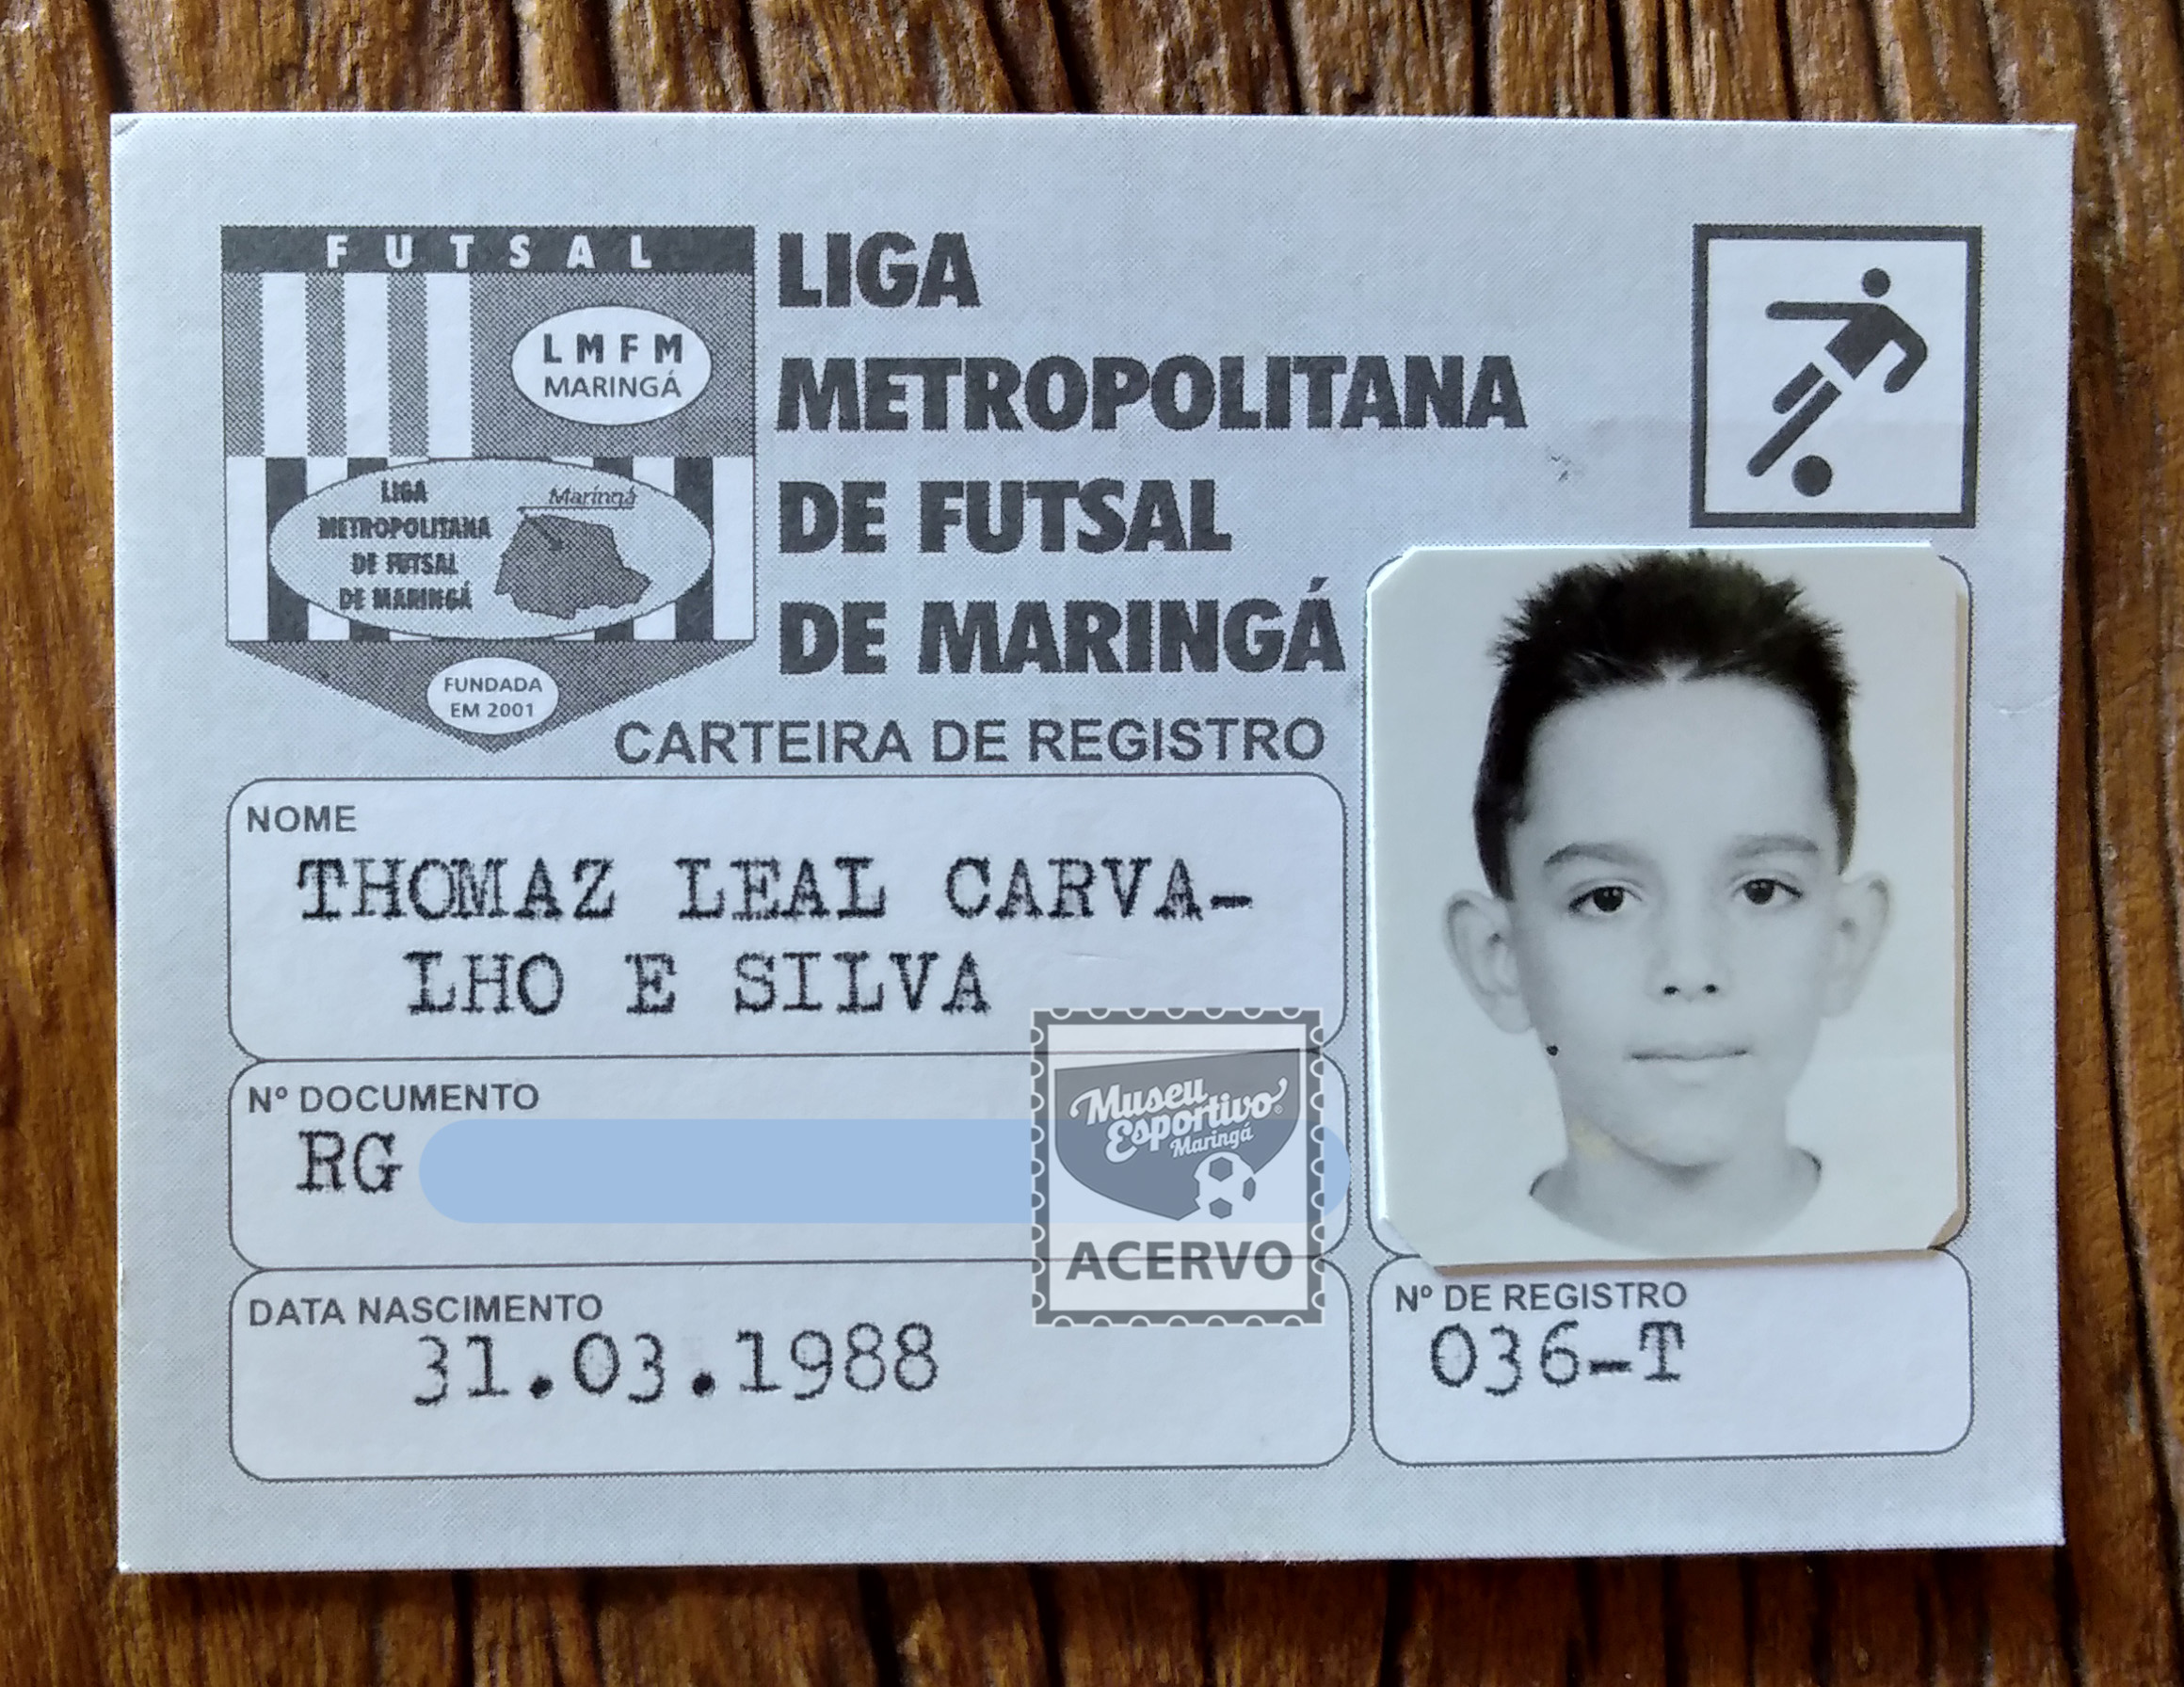 FUTSAL
LMFM
MARINGÁ
LIGA
METROPOLITANA
DE FUTSAL
DE MARINGÁ
Maringá
FUNDADA
EM 2001
LIGA
METROPOLITANA
DE FUTSAL
DE MARINGÁ
CARTEIRA DE REGISTRO
NOME
THOMAZ LEAL CARVA-
LHO E SILVA
Nº DOCUMENTO
RG
Museu
Esportivo
Maringá
ACERVO
DATA NASCIMENTO
31.03.1988
Nº DE REGISTRO
036-T